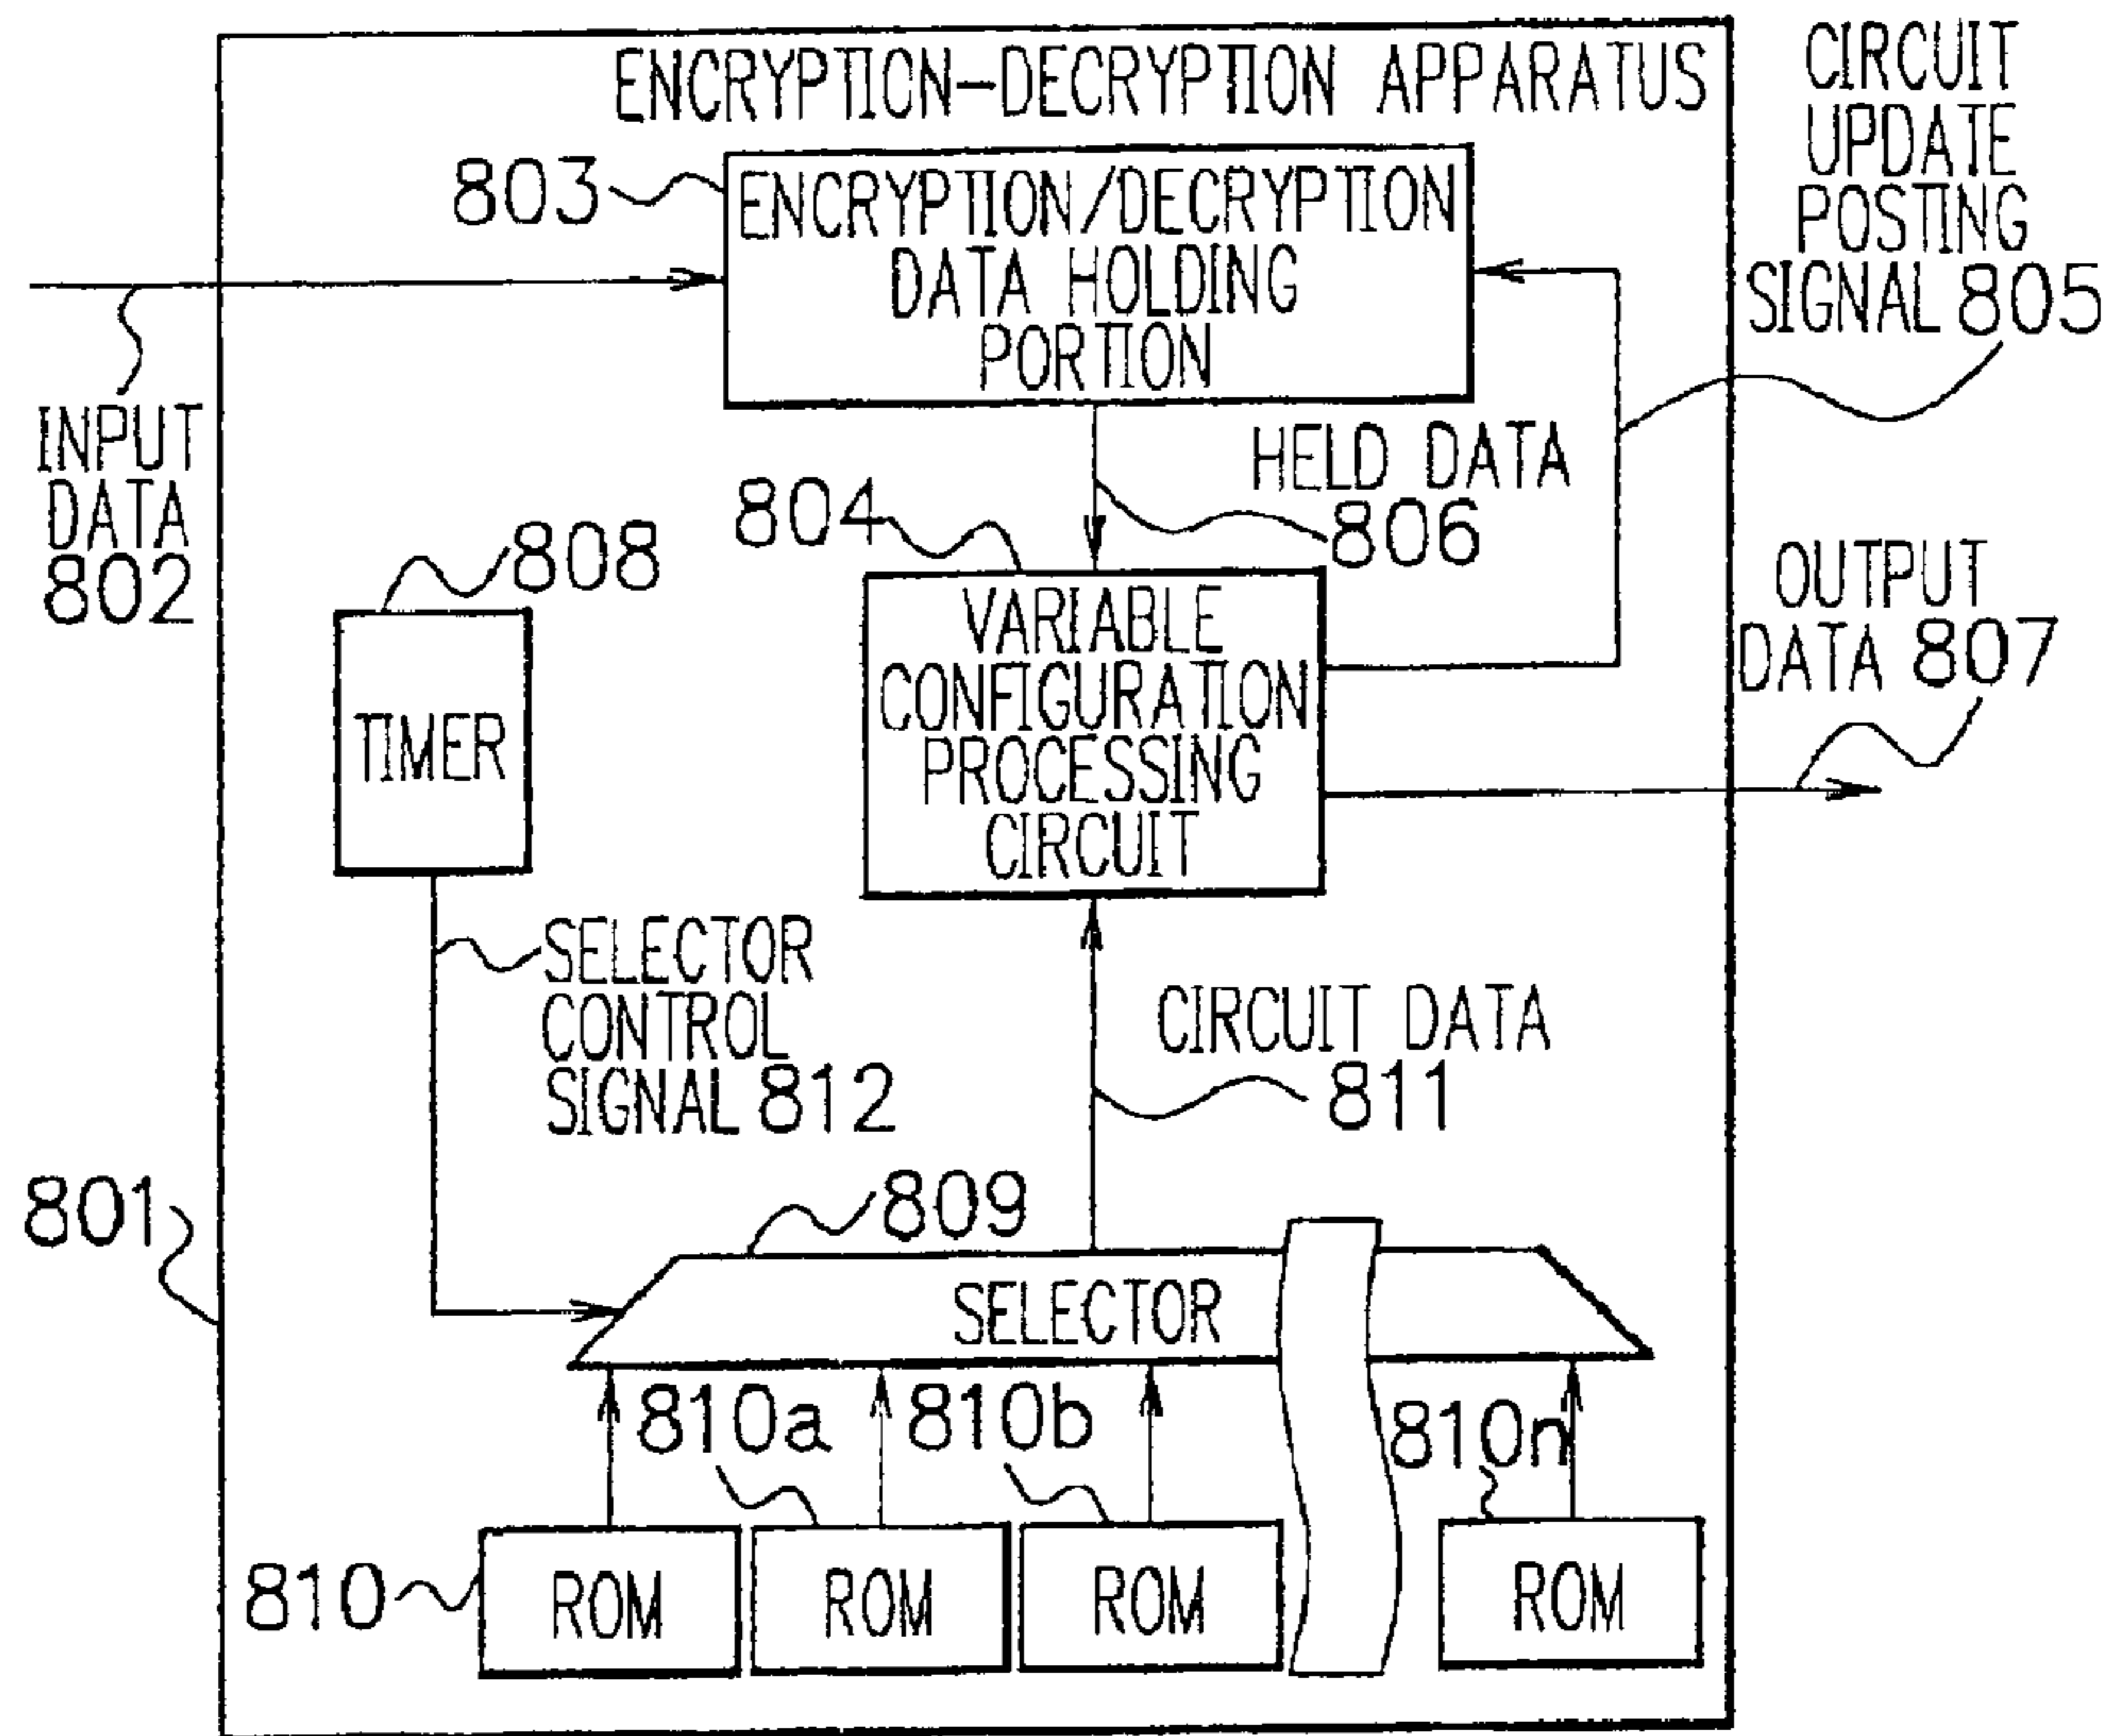 ENCRYPTION-DECRYPTION APPARATUS
CIRCUIT
UPDATE
POSTING
SIGNAL 805
803
ENCRYPTION/DECRYPTION
DATA HOLDING
PORTION
INPUT
DATA
802
HELD DATA
806
804
808
OUTPUT
DATA 807
TIMER
VARIABLE
CONFIGURATION
PROCESSING
CIRCUIT
SELECTOR
CONTROL
SIGNAL 812
CIRCUIT DATA
811
801
809
SELECTOR
810a
810b
810n
810
ROM
ROM
ROM
ROM